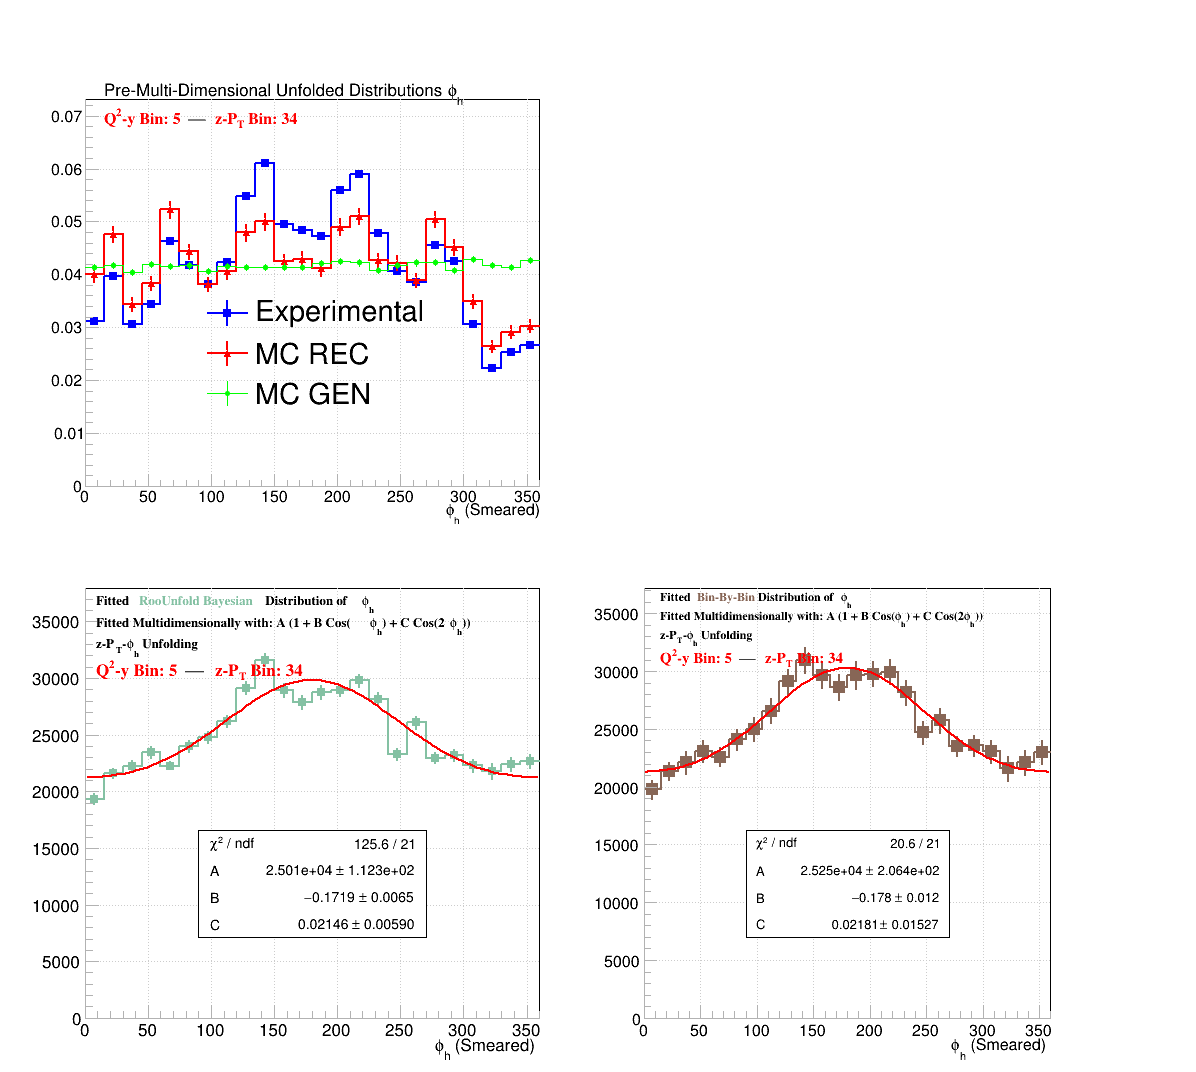 Pre-Multi-Dimensional Unfolded Distributions ϕh
Q²-y Bin: 5 — z-PT Bin: 34
0.07
0.06
0.05
0.04
0.03
0.02
0.01
0
Experimental
MC REC
MC GEN
0 50 100 150 200 250 300 350
ϕh (Smeared)
Fitted RooUnfold Bayesian Distribution of ϕh
Fitted Multidimensionally with: A (1 + B Cos( ϕh) + C Cos(2 ϕh))
z-PT-ϕh Unfolding
Q²-y Bin: 5 — z-PT Bin: 34
35000
30000
25000
20000
15000
10000
5000
0
χ² / ndf 125.6 / 21
A 2.501e+04 ± 1.123e+02
B −0.1719 ± 0.0065
C 0.02146 ± 0.00590
0 50 100 150 200 250 300 350
ϕh (Smeared)
Fitted Bin-By-Bin Distribution of ϕh
Fitted Multidimensionally with: A (1 + B Cos(ϕh) + C Cos(2ϕh))
z-PT-ϕh Unfolding
Q²-y Bin: 5 — z-PT Bin: 34
35000
30000
25000
20000
15000
10000
5000
0
χ² / ndf 20.6 / 21
A 2.525e+04 ± 2.064e+02
B −0.178 ± 0.012
C 0.02181 ± 0.01527
0 50 100 150 200 250 300 350
ϕh (Smeared)